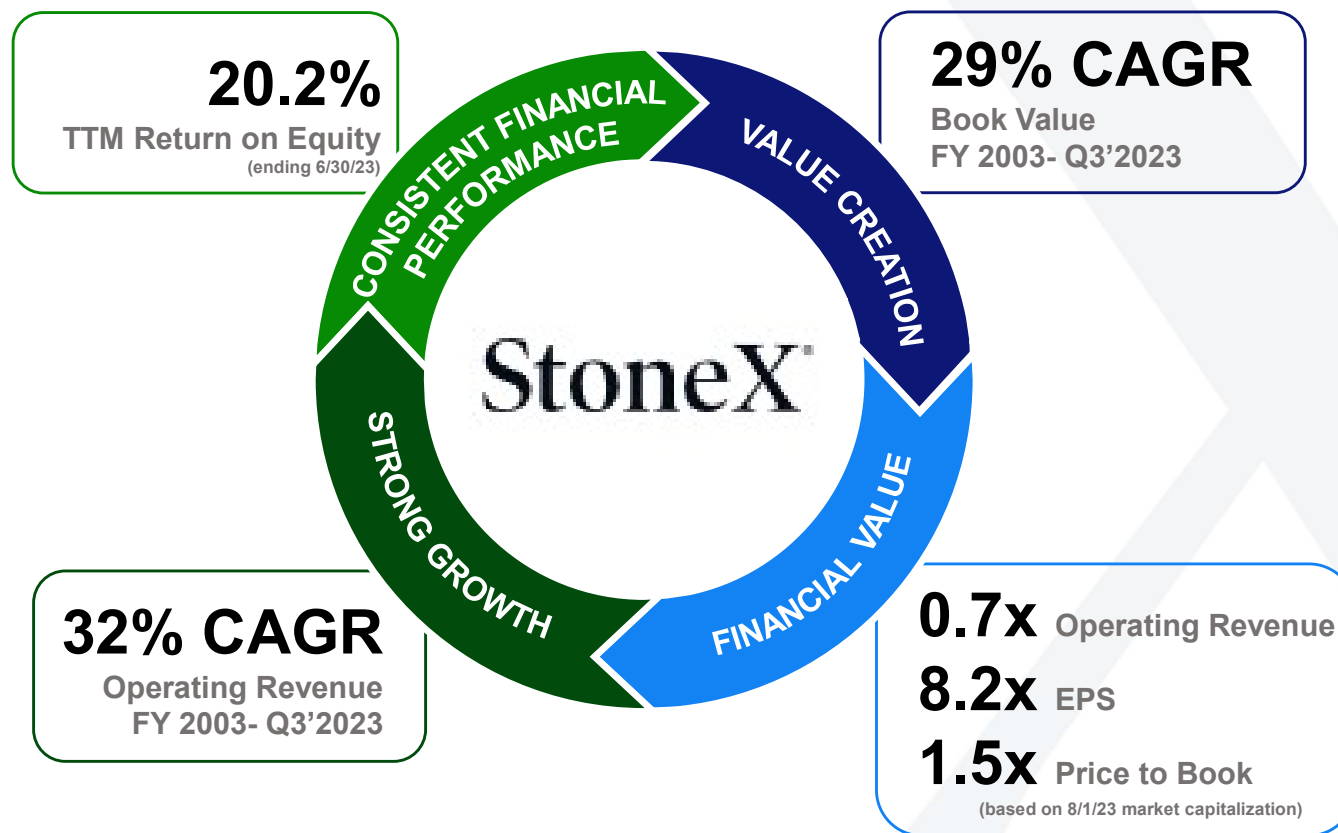 20.2%
TTM Return on Equity
(ending 6/30/23)
29% CAGR
Book Value
FY 2003- Q3’2023
CONSISTENT FINANCIAL
PERFORMANCE
VALUE CREATION
StoneX®
STRONG GROWTH
FINANCIAL VALUE
32% CAGR
Operating Revenue
FY 2003- Q3’2023
0.7x Operating Revenue
8.2x EPS
1.5x Price to Book
(based on 8/1/23 market capitalization)